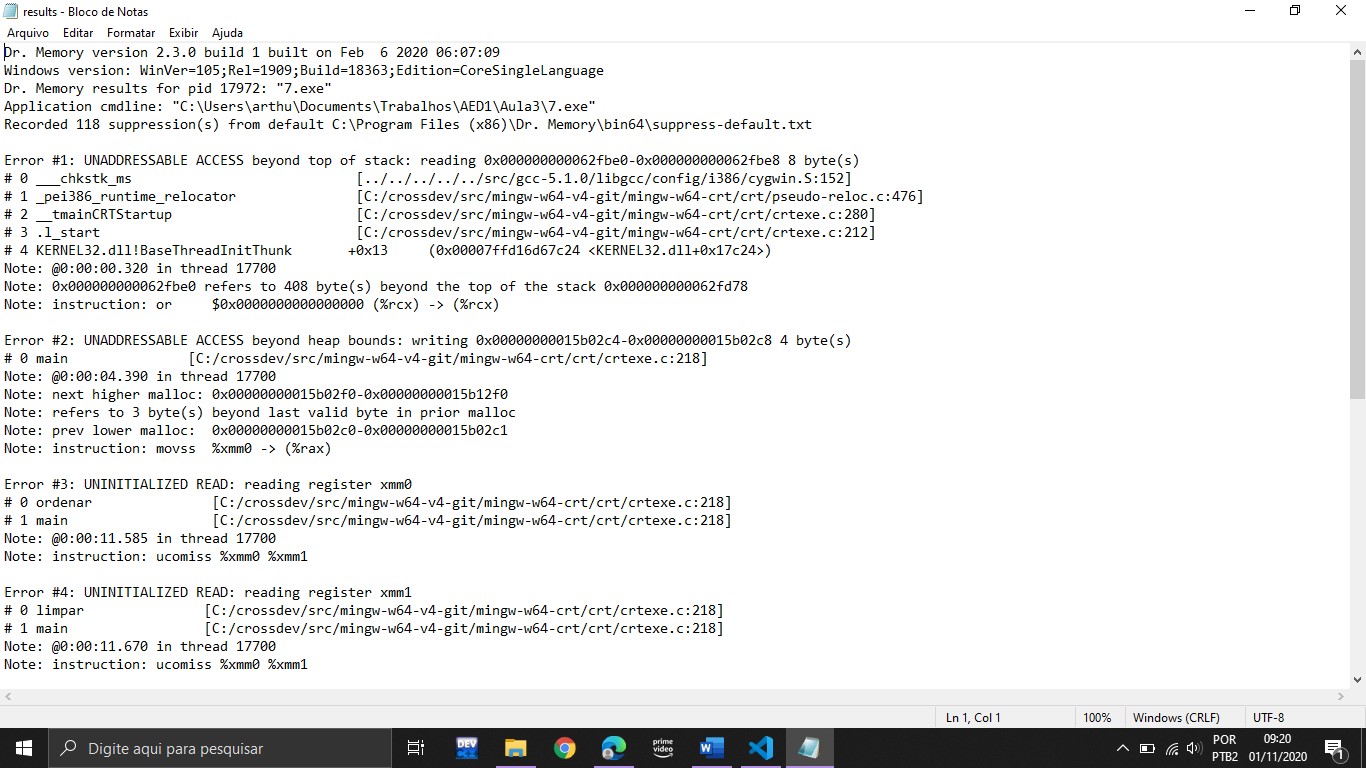 results - Bloco de Notas
Arquivo Editar Formatar Exibir Ajuda
Dr. Memory version 2.3.0 build 1 built on Feb  6 2020 06:07:09
Windows version: WinVer=105;Rel=1909;Build=18363;Edition=CoreSingleLanguage
Dr. Memory results for pid 17972: "7.exe"
Application cmdline: "C:\Users\arthu\Documents\Trabalhos\AED1\Aula3\7.exe"
Recorded 118 suppression(s) from default C:\Program Files (x86)\Dr. Memory\bin64\suppress-default.txt
Error #1: UNADDRESSABLE ACCESS beyond top of stack: reading 0x000000000062fbe0-0x000000000062fbe8 8 byte(s)
# 0 ___chkstk_ms [../../../../../src/gcc-5.1.0/libgcc/config/i386/cygwin.S:152]
# 1 _pei386_runtime_relocator [C:/crossdev/src/mingw-w64-v4-git/mingw-w64-crt/crt/pseudo-reloc.c:476]
# 2 __tmainCRTStartup [C:/crossdev/src/mingw-w64-v4-git/mingw-w64-crt/crt/crtexe.c:280]
# 3 .l_start [C:/crossdev/src/mingw-w64-v4-git/mingw-w64-crt/crt/crtexe.c:212]
# 4 KERNEL32.dll!BaseThreadInitThunk +0x13 (0x00007ffd16d67c24 <KERNEL32.dll+0x17c24>)
Note: @0:00:00.320 in thread 17700
Note: 0x000000000062fbe0 refers to 408 byte(s) beyond the top of the stack 0x000000000062fd78
Note: instruction: or $0x0000000000000000 (%rcx) -> (%rcx)
Error #2: UNADDRESSABLE ACCESS beyond heap bounds: writing 0x00000000015b02c4-0x00000000015b02c8 4 byte(s)
# 0 main [C:/crossdev/src/mingw-w64-v4-git/mingw-w64-crt/crt/crtexe.c:218]
Note: @0:00:04.390 in thread 17700
Note: next higher malloc: 0x00000000015b02f0-0x00000000015b12f0
Note: refers to 3 byte(s) beyond last valid byte in prior malloc
Note: prev lower malloc:  0x00000000015b02c0-0x00000000015b02c1
Note: instruction: movss  %xmm0 -> (%rax)
Error #3: UNINITIALIZED READ: reading register xmm0
# 0 ordenar [C:/crossdev/src/mingw-w64-v4-git/mingw-w64-crt/crt/crtexe.c:218]
# 1 main [C:/crossdev/src/mingw-w64-v4-git/mingw-w64-crt/crt/crtexe.c:218]
Note: @0:00:11.585 in thread 17700
Note: instruction: ucomiss %xmm0 %xmm1
Error #4: UNINITIALIZED READ: reading register xmm1
# 0 limpar [C:/crossdev/src/mingw-w64-v4-git/mingw-w64-crt/crt/crtexe.c:218]
# 1 main [C:/crossdev/src/mingw-w64-v4-git/mingw-w64-crt/crt/crtexe.c:218]
Note: @0:00:11.670 in thread 17700
Note: instruction: ucomiss %xmm0 %xmm1
Ln 1, Col 1 100% Windows (CRLF) UTF-8
Digite aqui para pesquisar DEV prime video W POR 09:20
PTB2 01/11/2020 1